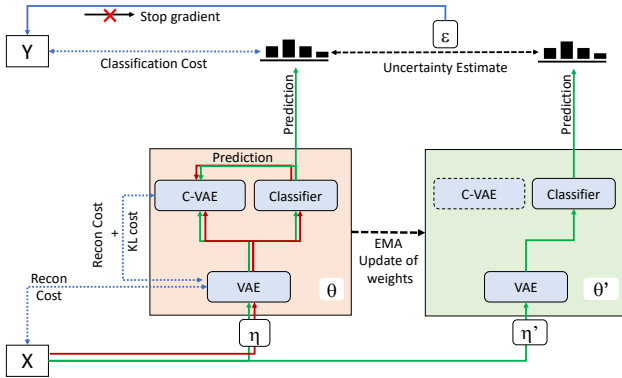 Stop gradient
Y
ε
Classification Cost
Uncertainty Estimate
Prediction
Prediction
Prediction
C-VAE
Classifier
C-VAE
Classifier
Recon Cost
+
KL cost
EMA
Update of
weights
Recon
Cost
VAE
θ
VAE
θ’
η
η’
X